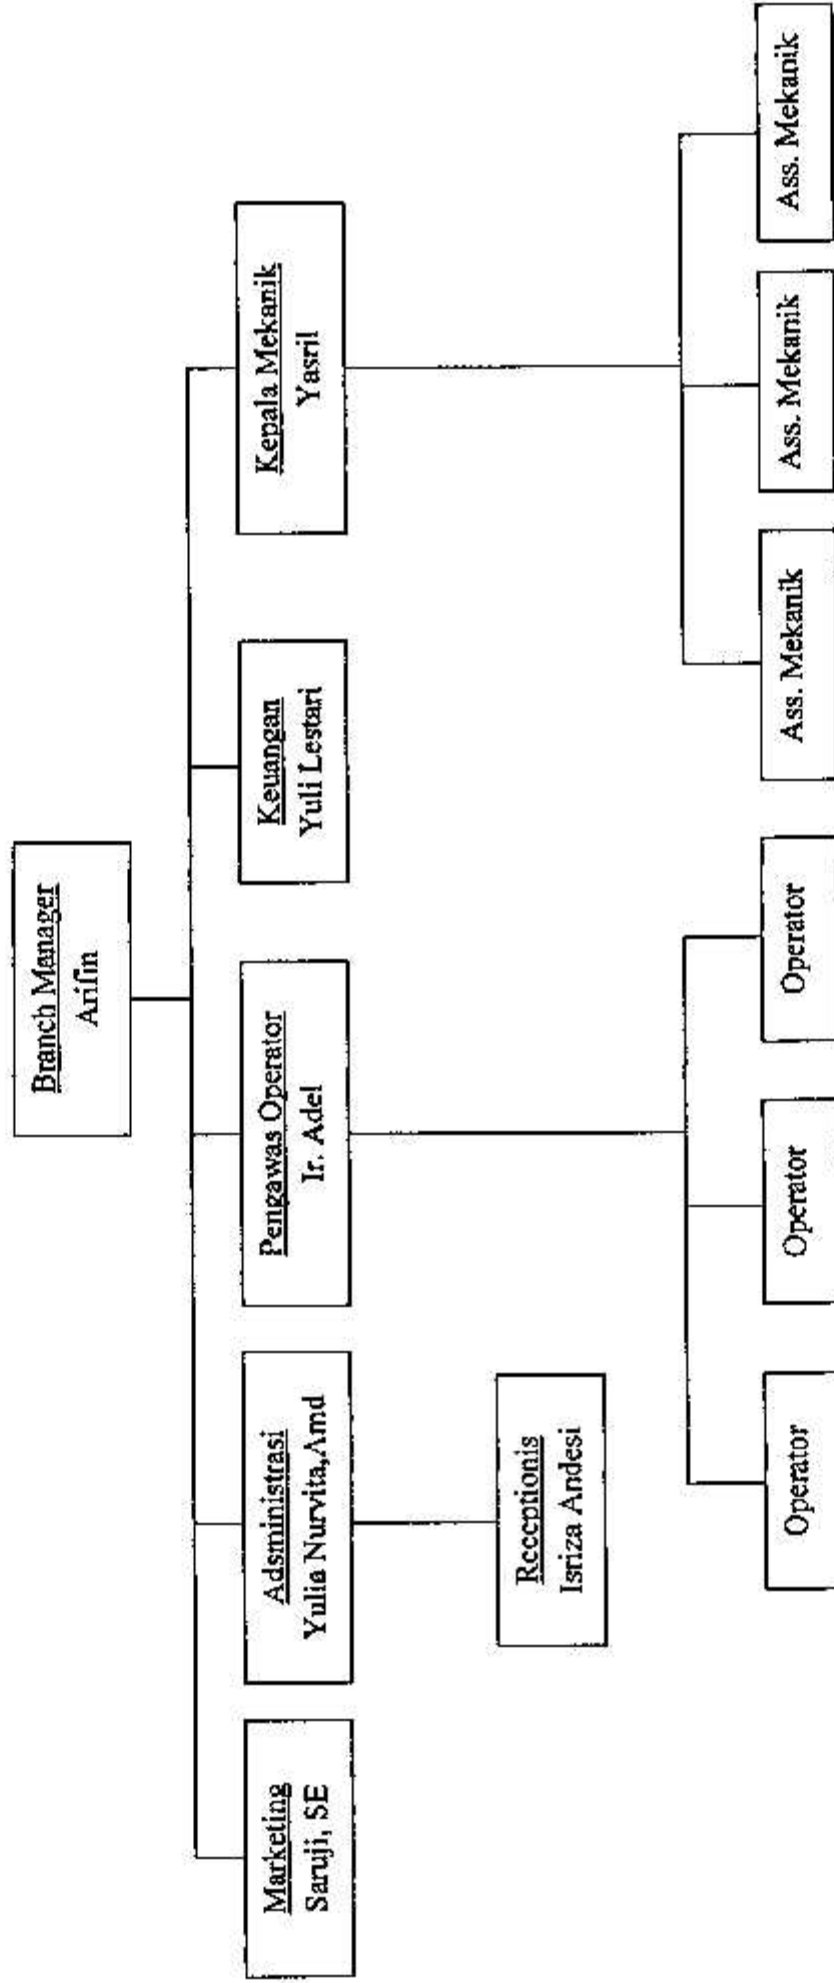 Branch Manager
Arifin
Marketing
Saruji, SE
Adsministrasi
Yulia Nurvita,Amd
Pengawas Operator
Ir. Adel
Keuangan
Yuli Lestari
Kepala Mekanik
Yasril
Receptionis
Isriza Andesi
Operator
Operator
Operator
Ass. Mekanik
Ass. Mekanik
Ass. Mekanik